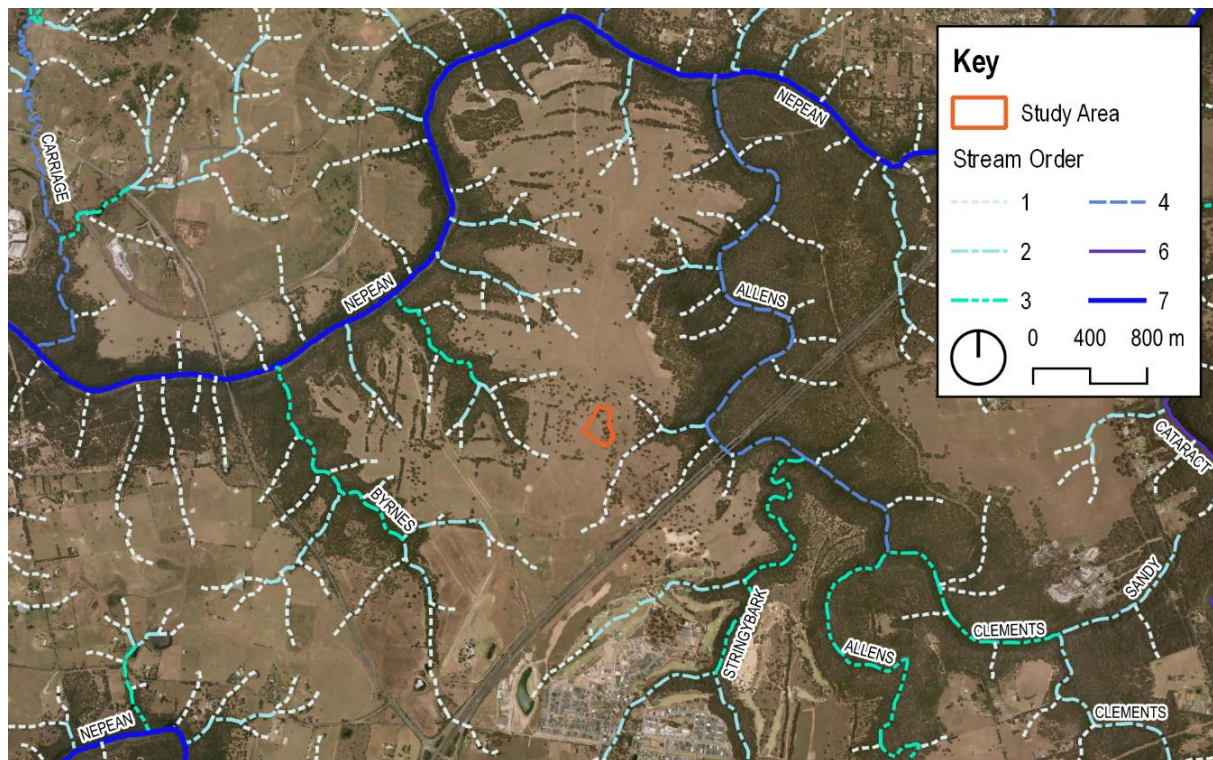 Key
Study Area
Stream Order
1
4
2
6
3
7
0 400 800 m
NEPEAN
CARRIAGE
NEPEAN
ALLENS
BYRNES
CATARACT
SANDY
STRINGYBARK
CLEMENTS
ALLENS
NEPEAN
CLEMENTS